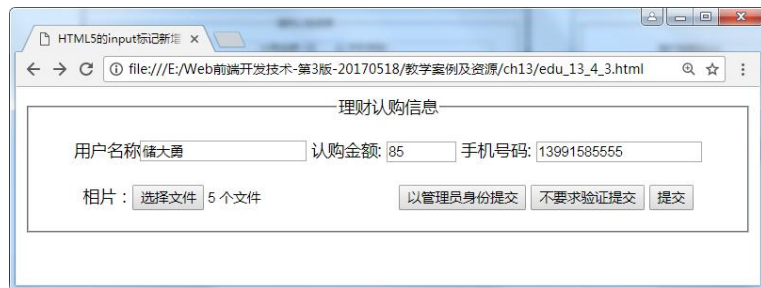 HTML5的input标记新增
file:///E:/Web前端开发技术-第3版-20170518/教学案例及资源/ch13/edu_13_4_3.html
理财认购信息
用户名称储大勇 认购金额: 85 手机号码: 13991585555
相片：选择文件 5 个文件 以管理员身份提交 不要求验证提交 提交